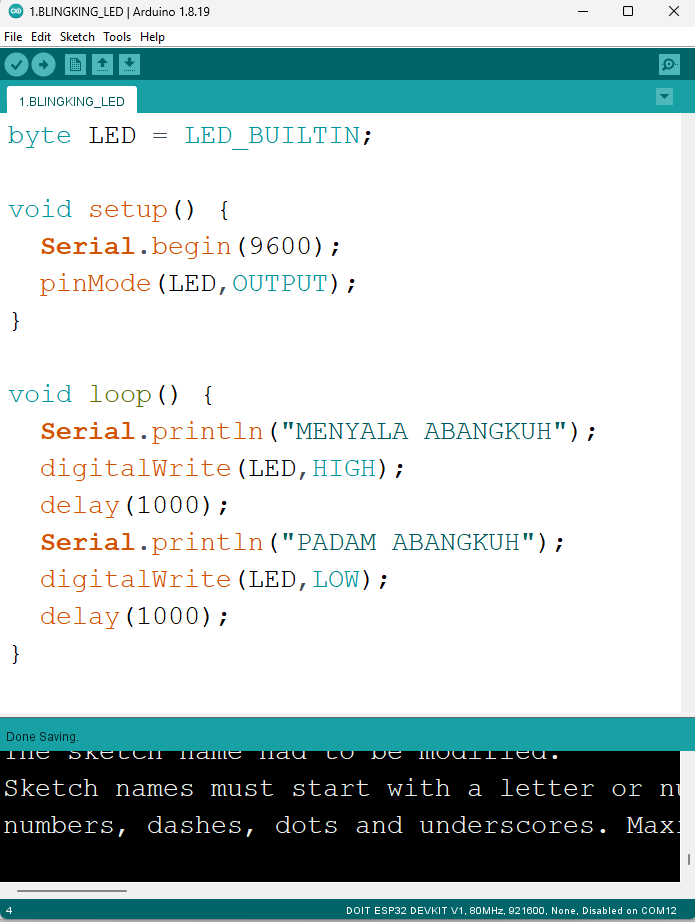 1.BLINGKING_LED | Arduino 1.8.19
File Edit Sketch Tools Help
1.BLINGKING_LED
byte LED = LED_BUILTIN;
void setup() {
Serial.begin(9600);
pinMode(LED,OUTPUT);
}
void loop() {
Serial.println("MENYALA ABANGKUH");
digitalWrite(LED,HIGH);
delay(1000);
Serial.println("PADAM ABANGKUH");
digitalWrite(LED,LOW);
delay(1000);
}
Done Saving.
The sketch name had to be modified.
Sketch names must start with a letter or
numbers, dashes, dots and underscores.
4 DOIT ESP32 DEVKIT V1, 80MHz, 921600, None, Disabled on COM12